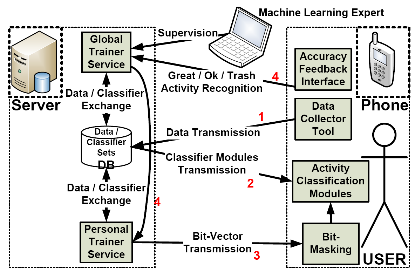 Machine Learning Expert
Global
Trainer
Service
Supervision
Great / Ok / Trash
Activity Recognition
4
Accuracy
Feedback
Interface
Server
Phone
Data / Classifier
Exchange
1
Data Transmission
Data
Collector
Tool
Data /
Classifier
Sets
DB
Classifier Modules
Transmission
2
Activity
Classification
Modules
Data / Classifier
Exchange
4
Personal
Trainer
Service
Bit-Vector
Transmission
3
Bit-
Masking
USER